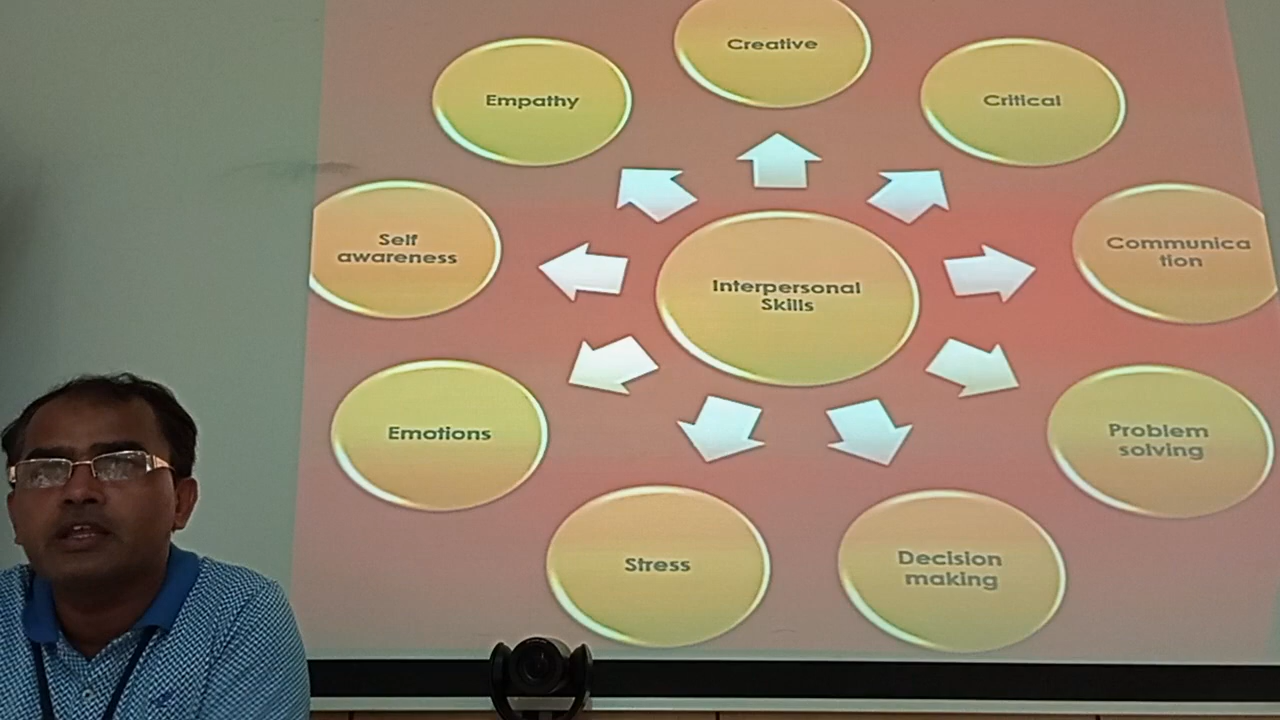 Creative
Empathy
Critical
Self
awareness
Communica
tion
Interpersonal
Skills
Emotions
Problem
solving
Stress
Decision
making